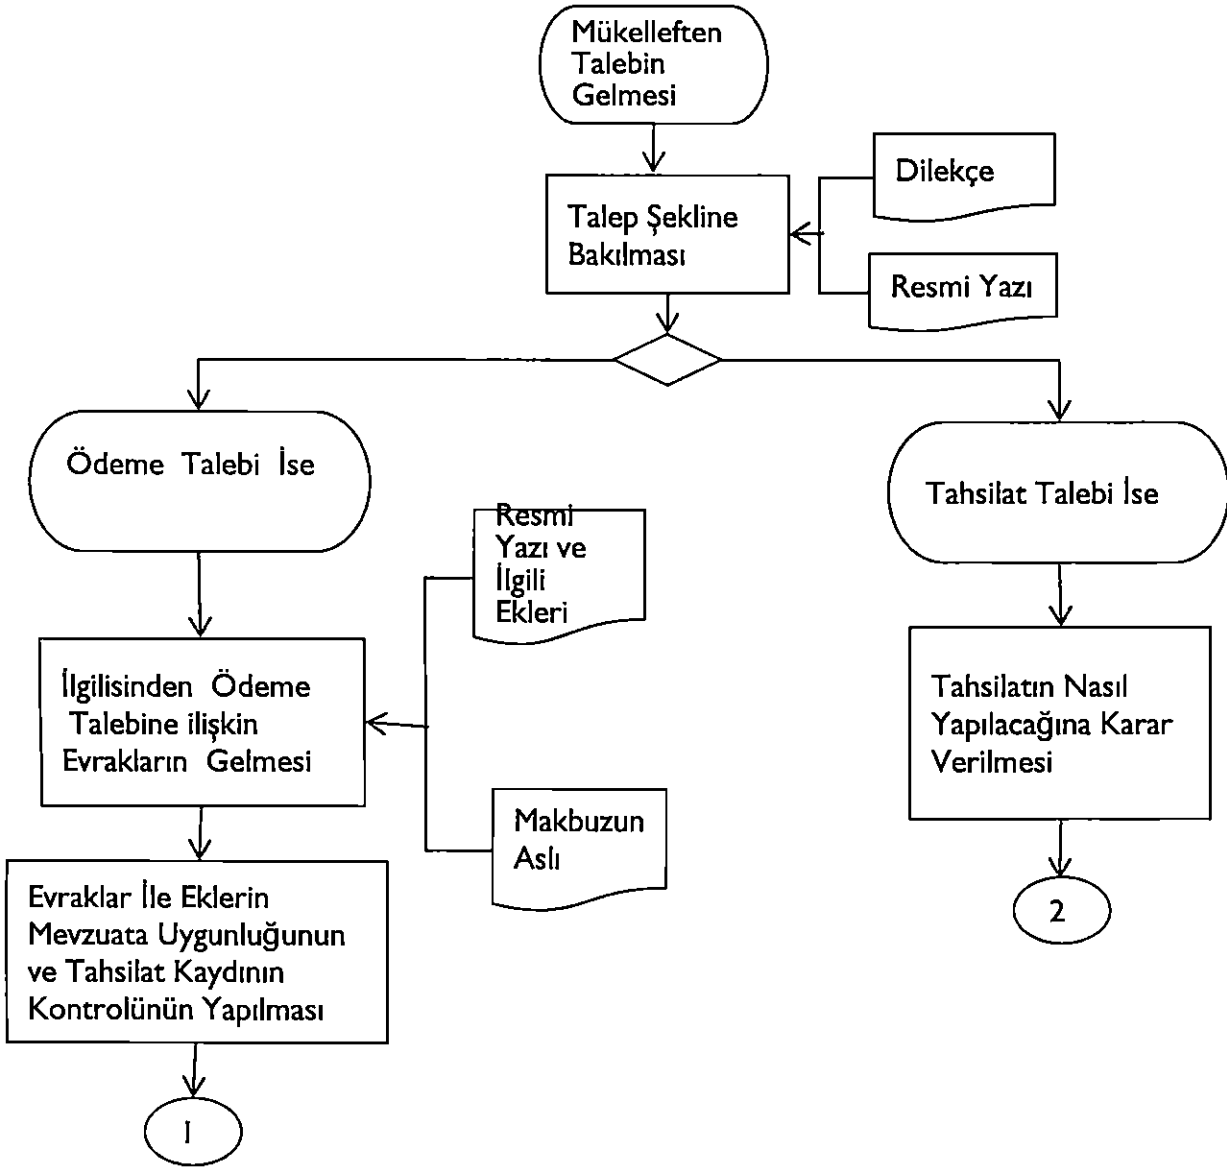 Mükelleften
Talebin
Gelmesi
Dilekçe
Talep Şekline
Bakılması
Resmi Yazı
Ödeme Talebi İse
Tahsilat Talebi İse
Resmi
Yazı ve
İlgili
Ekleri
İlgilisinden Ödeme
Talebine ilişkin
Evrakların Gelmesi
Tahsilatın Nasıl
Yapılacağına Karar
Verilmesi
Makbuzun
Aslı
Evraklar İle Eklerin
Mevzuata Uygunluğunun
ve Tahsilat Kaydının
Kontrolünün Yapılması
2
1